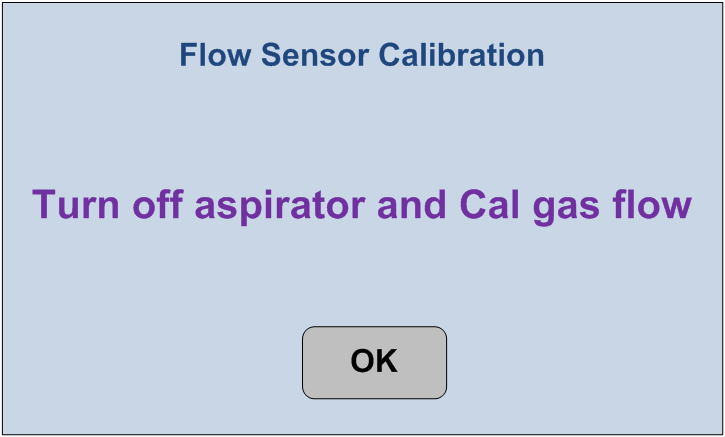 Flow Sensor Calibration
Turn off aspirator and Cal gas flow
OK